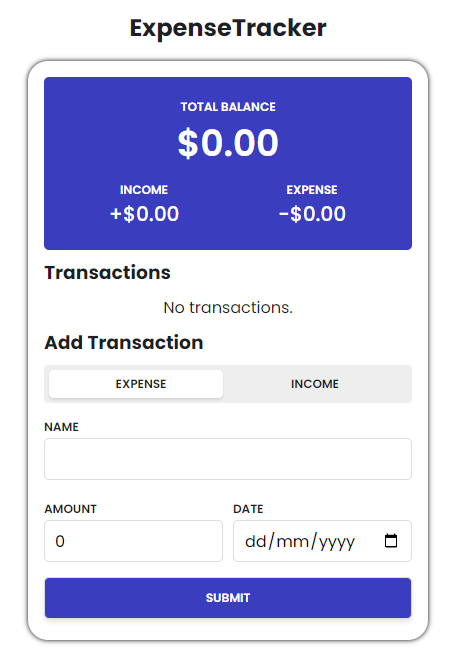 ExpenseTracker
TOTAL BALANCE
$0.00
INCOME EXPENSE
+$0.00 −$0.00
Transactions
No transactions.
Add Transaction
EXPENSE INCOME
NAME
AMOUNT DATE
0 dd/mm/yyyy
SUBMIT